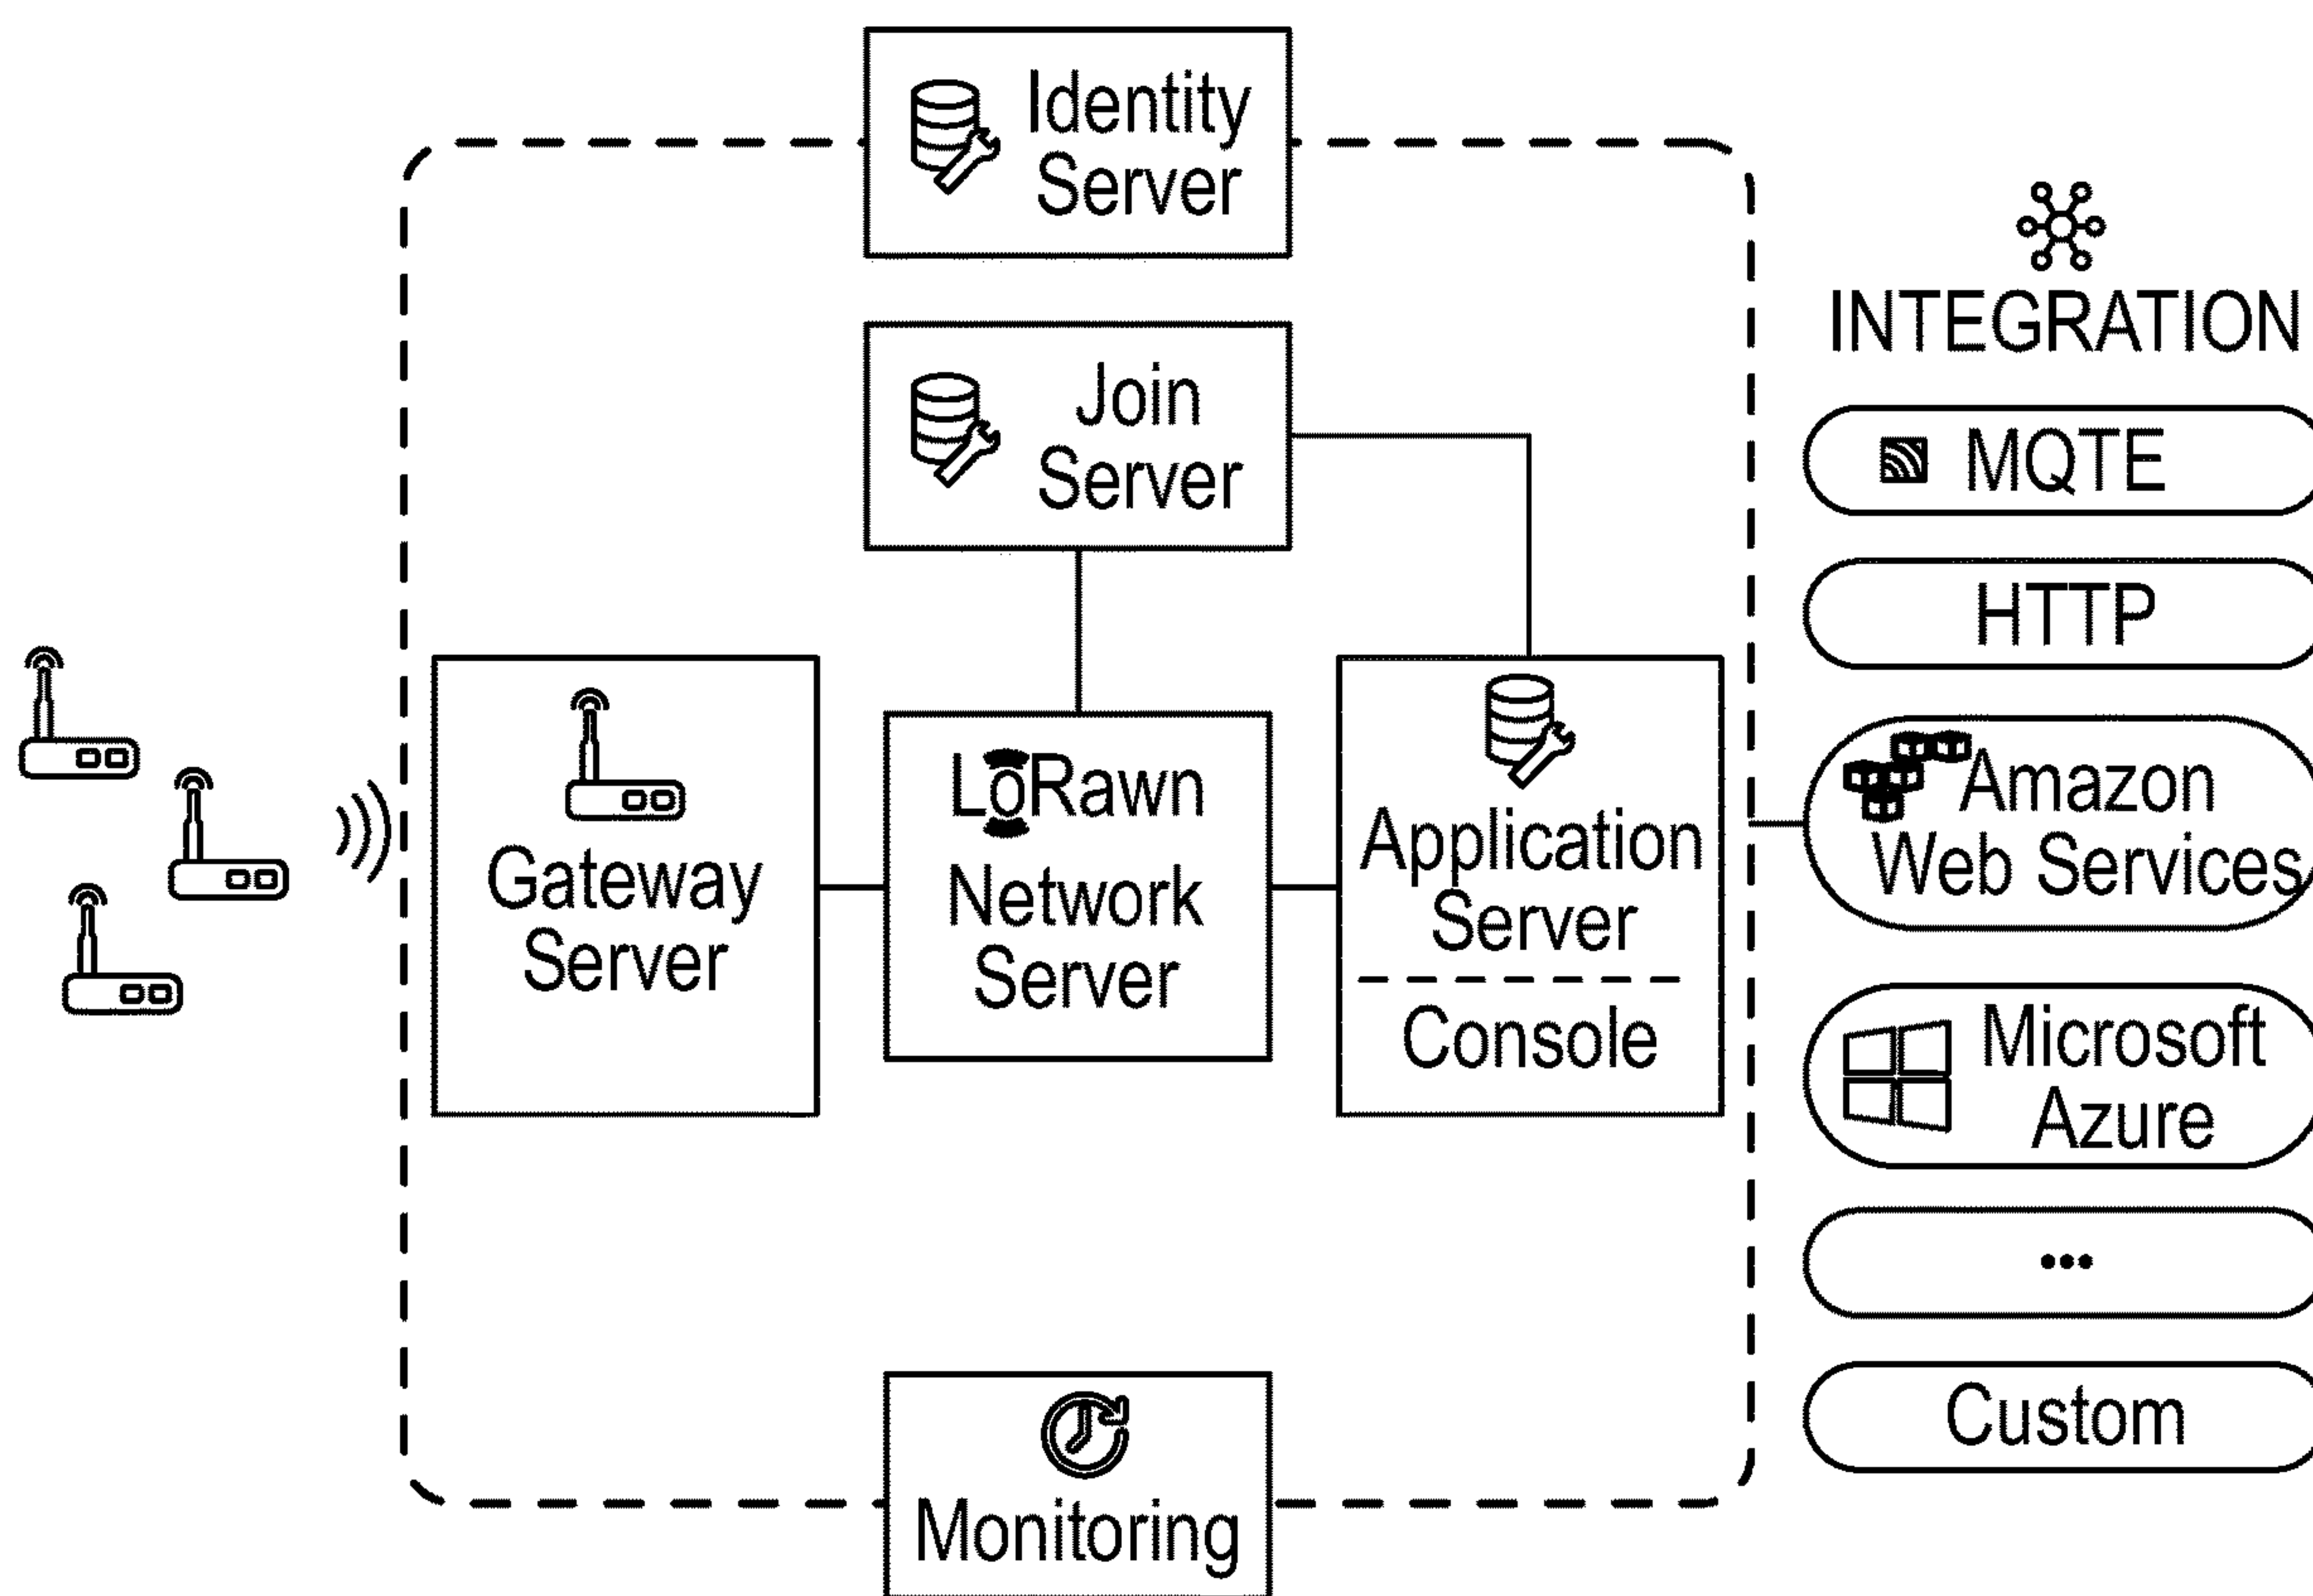 Identity
Server
INTEGRATION
Join
Server
MQTE
HTTP
Gateway
Server
LoRawn
Network
Server
Application
Server
Console
Amazon
Web Services
Microsoft
Azure
•••
Custom
Monitoring